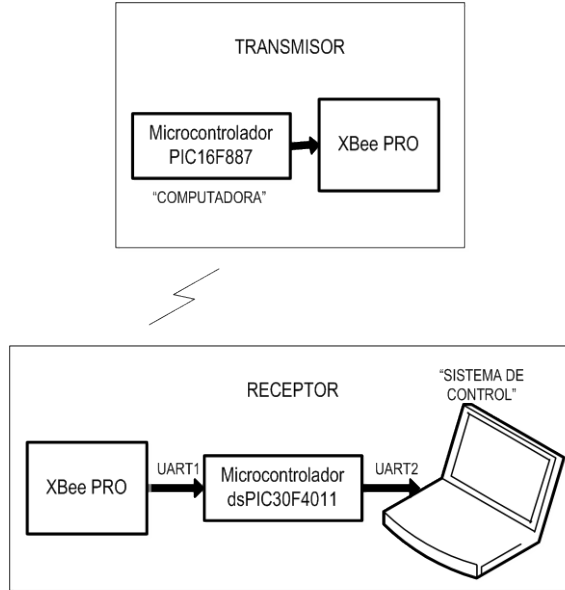 TRANSMISOR
Microcontrolador
PIC16F887
XBee PRO
"COMPUTADORA"
RECEPTOR
"SISTEMA DE
CONTROL"
XBee PRO
UART1
Microcontrolador
dsPIC30F4011
UART2